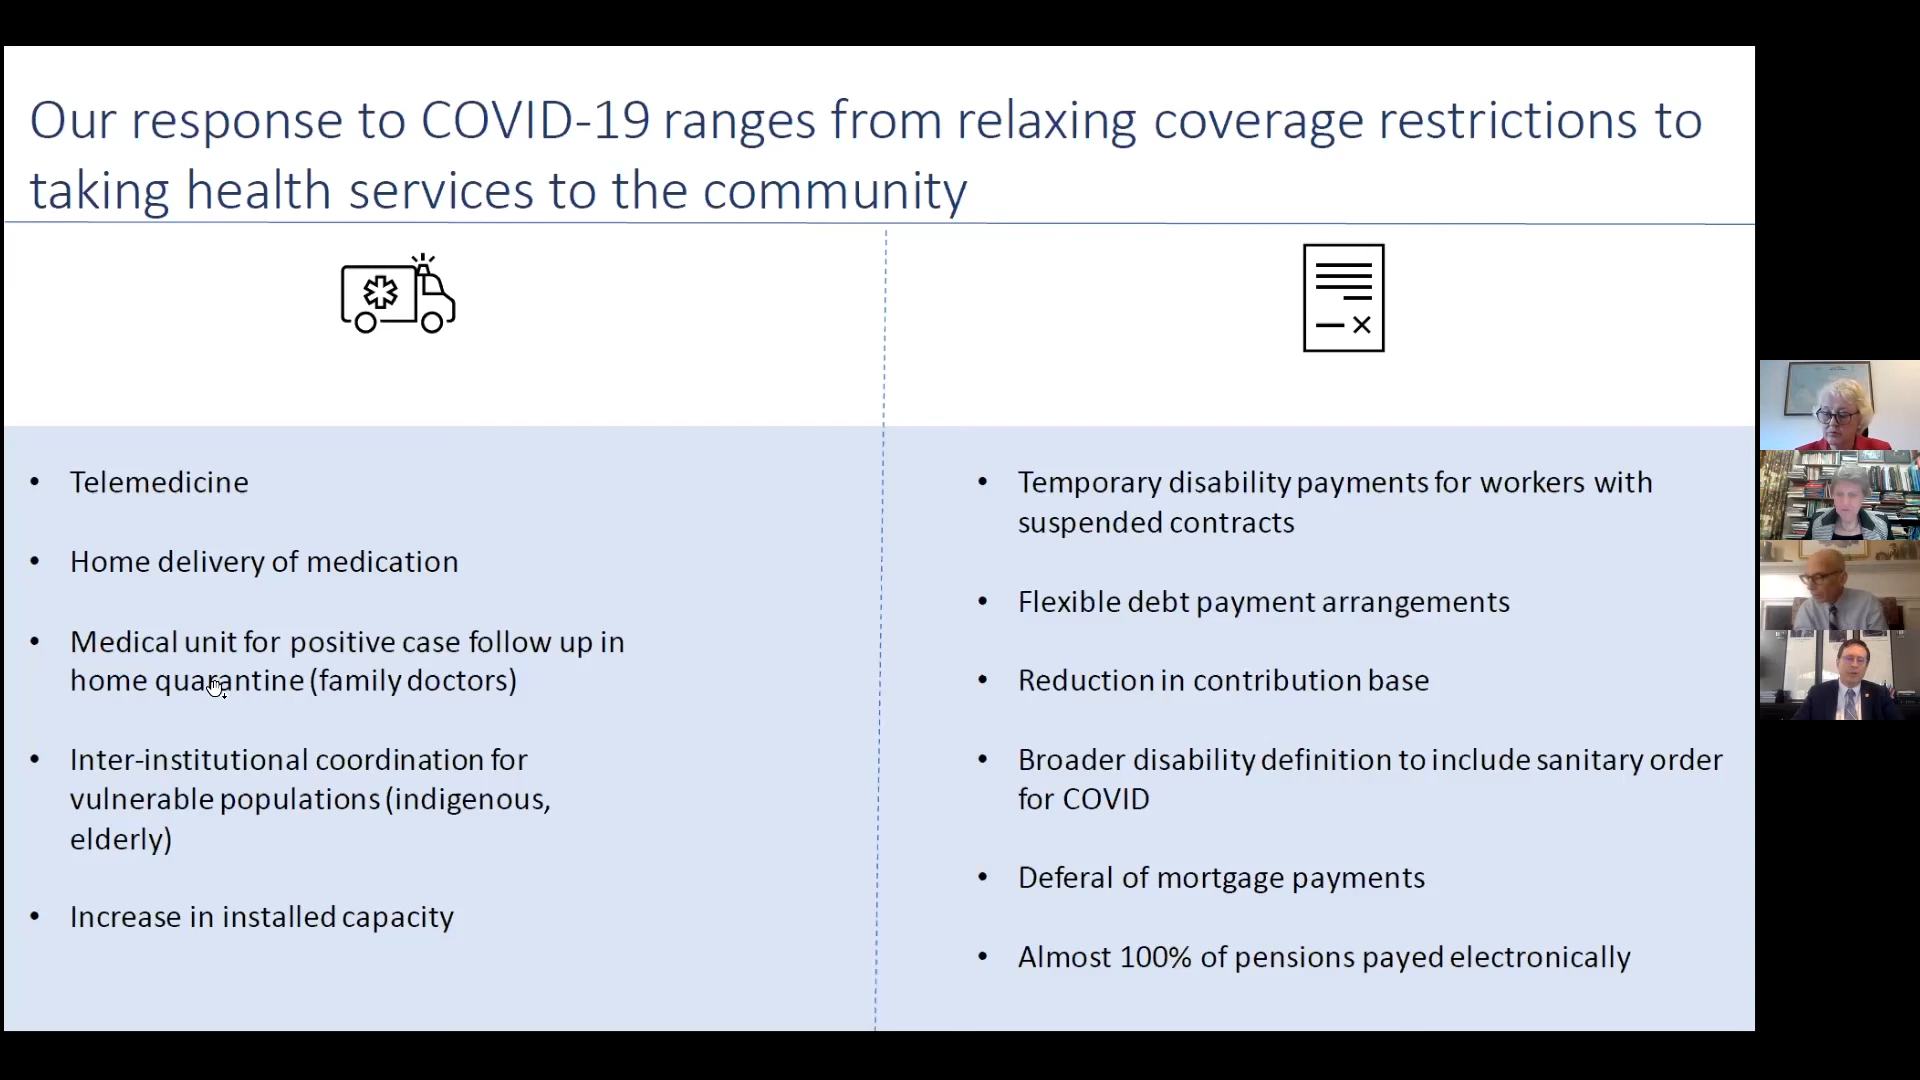 Our response to COVID-19 ranges from relaxing coverage restrictions to
taking health services to the community
• Telemedicine
• Home delivery of medication
• Medical unit for positive case follow up in
home quarantine (family doctors)
• Inter-institutional coordination for
vulnerable populations (indigenous,
elderly)
• Increase in installed capacity
• Temporary disability payments for workers with
suspended contracts
• Flexible debt payment arrangements
• Reduction in contribution base
• Broader disability definition to include sanitary order
for COVID
• Deferal of mortgage payments
• Almost 100% of pensions payed electronically